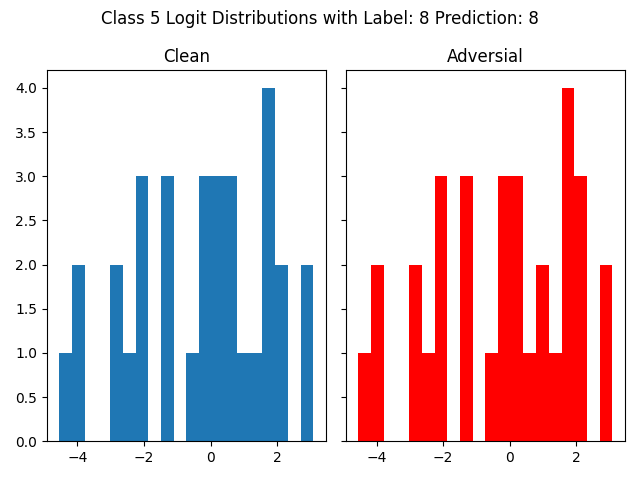 Class 5 Logit Distributions with Label: 8 Prediction: 8
Clean
Adversial
4.0
3.5
3.0
2.5
2.0
1.5
1.0
0.5
0.0
−4 −2 0 2
−4 −2 0 2